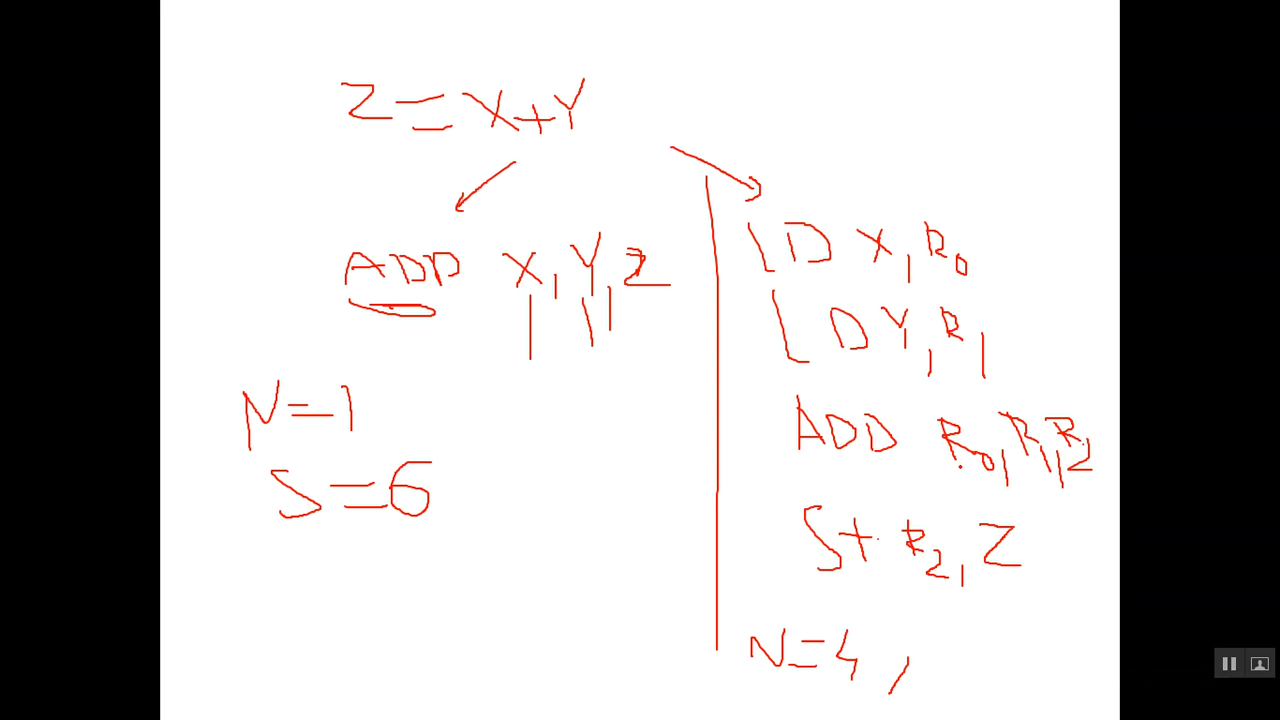 Z = X+Y
ADD X, Y, Z
N = 1
S = 6
LD X, R0
LD Y, R1
ADD R0, R1, R2
St R2, Z
N = 4,